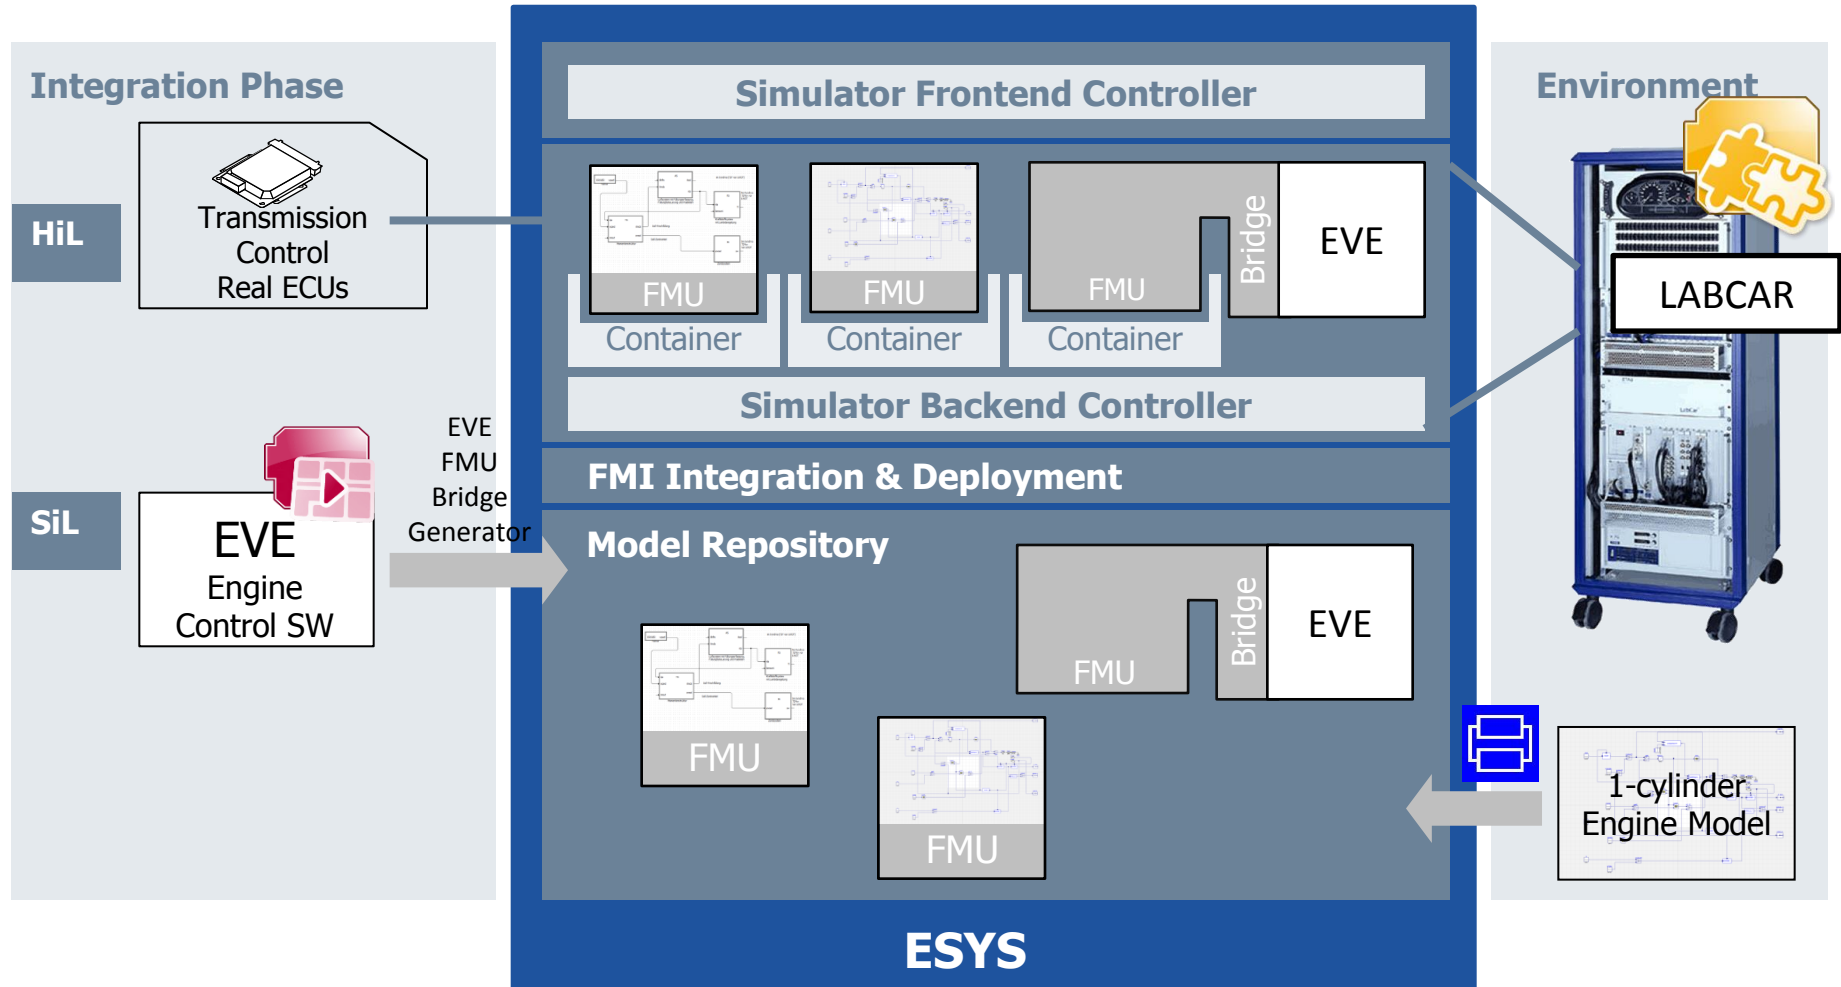 Integration Phase
HiL
Transmission
Control
Real ECUs
SiL
EVE
Engine
Control SW
EVE
FMU
Bridge
Generator
Simulator Frontend Controller
FMU
Container
FMU
Container
FMU
Container
Bridge
EVE
Simulator Backend Controller
FMI Integration & Deployment
Model Repository
FMU
FMU
FMU
Bridge
EVE
ESYS
Environment
LABCAR
1-cylinder
Engine Model